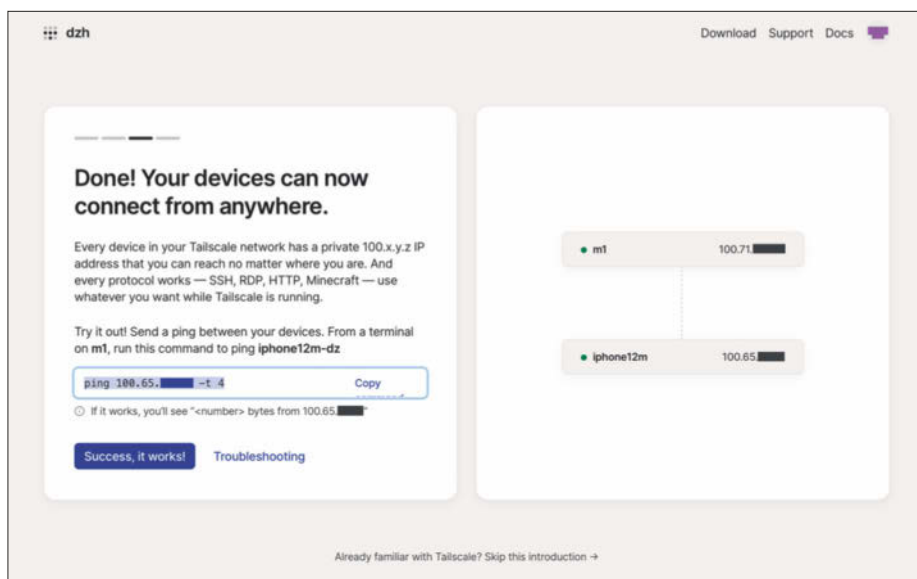 dzh
Download Support Docs
Done! Your devices can now
connect from anywhere.
Every device in your Tailscale network has a private 100.x.y.z IP
address that you can reach no matter where you are. And
every protocol works — SSH, RDP, HTTP, Minecraft — use
whatever you want while Tailscale is running.
Try it out! Send a ping between your devices. From a terminal
on m1, run this command to ping iphone12m-dz
ping 100.65. -t 4 Copy
If it works, you'll see "<number> bytes from 100.65. "
Success, it works! Troubleshooting
m1 100.71.
iphone12m 100.65.
Already familiar with Tailscale? Skip this introduction →